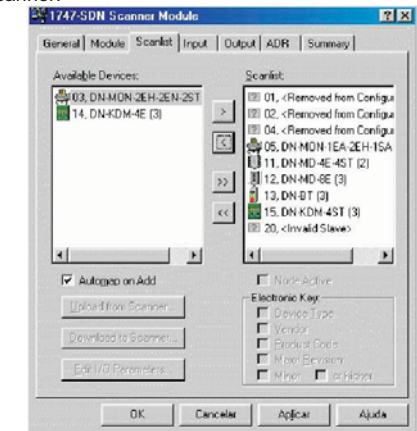 canner.
1747-SDN Scanner Module
General Module Scanlist Input Output ADR Summary
Available Devices:
03, DN-MON-2EH-2EN-2ST
14, DN-KDM-4E (3)
Automap on Add
Upload from Scanner...
Download to Scanner...
Edit I/O Parameters...
>
<
>>
<<
Scanlist:
01, <Removed from Configur
02, <Removed from Configur
04, <Removed from Configur
05, DN-MON-1EA-2EH-1SA
11, DN-MD-4E-4ST (2)
12, DN-MD-8E (3)
13, DN-BT (3)
15, DN-KDM-4ST (3)
20, <Invalid Slave>
Node Active
Electronic Key:
Device Type
Vendor
Product Code
Major Revision
Minor or higher
OK Cancelar Aplicar Ajuda